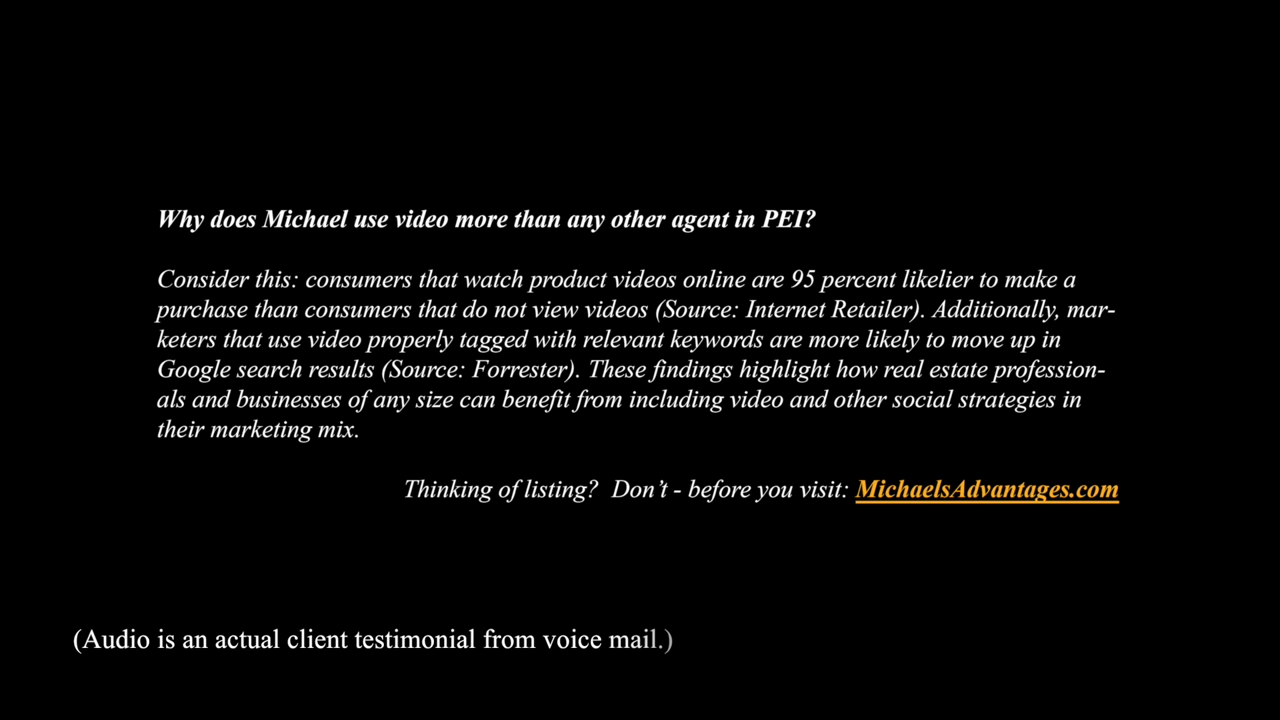 Why does Michael use video more than any other agent in PEI?
Consider this: consumers that watch product videos online are 95 percent likelier to make a
purchase than consumers that do not view videos (Source: Internet Retailer). Additionally, mar-
keters that use video properly tagged with relevant keywords are more likely to move up in
Google search results (Source: Forrester). These findings highlight how real estate profession-
als and businesses of any size can benefit from including video and other social strategies in
their marketing mix.
Thinking of listing?  Don’t - before you visit: MichaelsAdvantages.com
(Audio is an actual client testimonial from voice mail.)